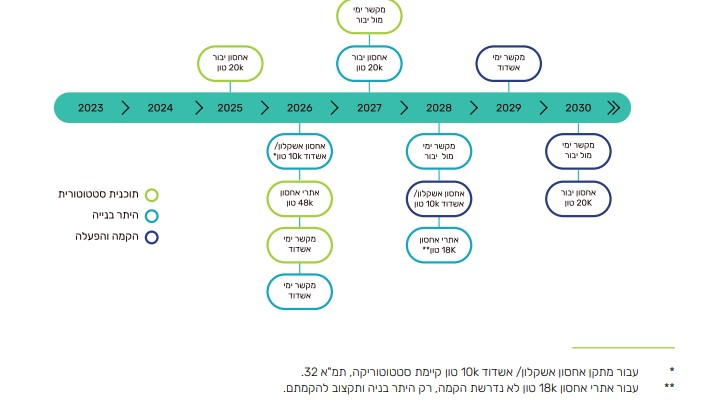 מקשר ימי
מול יבור
אחסון יבור
20k טון
אחסון יבור
20k טון
מקשר ימי
אשדוד
2023
2024
2025
2026
2027
2028
2029
2030
אחסון אשקלון/
אשדוד 10k טון*
אתרי אחסון
48k טון
מקשר ימי
אשדוד
מקשר ימי
אשדוד
מקשר ימי
מול יבור
אחסון אשקלון/
אשדוד 10k טון
אתרי אחסון
18K טון**
מקשר ימי
מול יבור
אחסון יבור
20K טון
תוכנית סטטוטורית
היתר בנייה
הקמה והפעלה
* עבור מתקן אחסון אשקלון/ אשדוד 10k טון קיימת סטטוטוריקה, תמ"א 32.
** עבור אתרי אחסון 18k טון לא נדרשת הקמה, רק היתר בניה ותקצוב להקמתם.